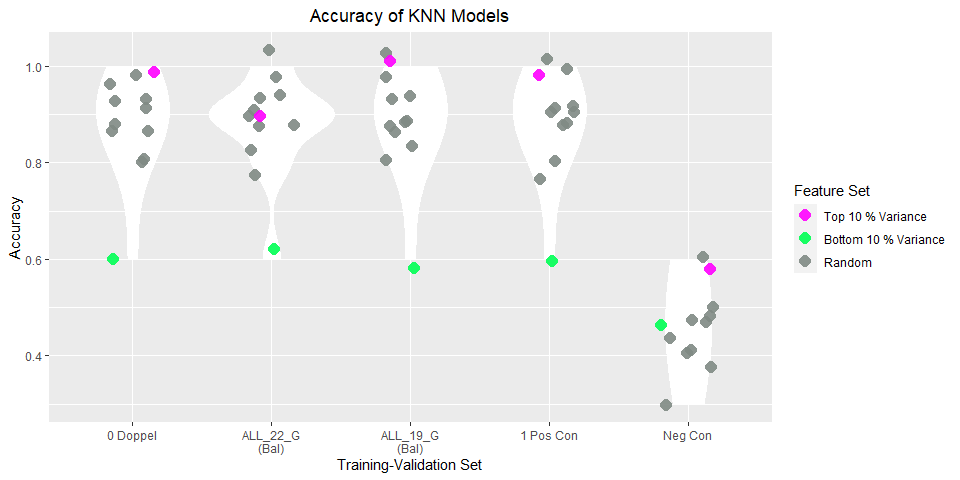 Accuracy of KNN Models
Accuracy
1.0
0.8
0.6
0.4
0 Doppel
ALL_22_G
(Bal)
ALL_19_G
(Bal)
1 Pos Con
Neg Con
Training-Validation Set
Feature Set
Top 10 % Variance
Bottom 10 % Variance
Random